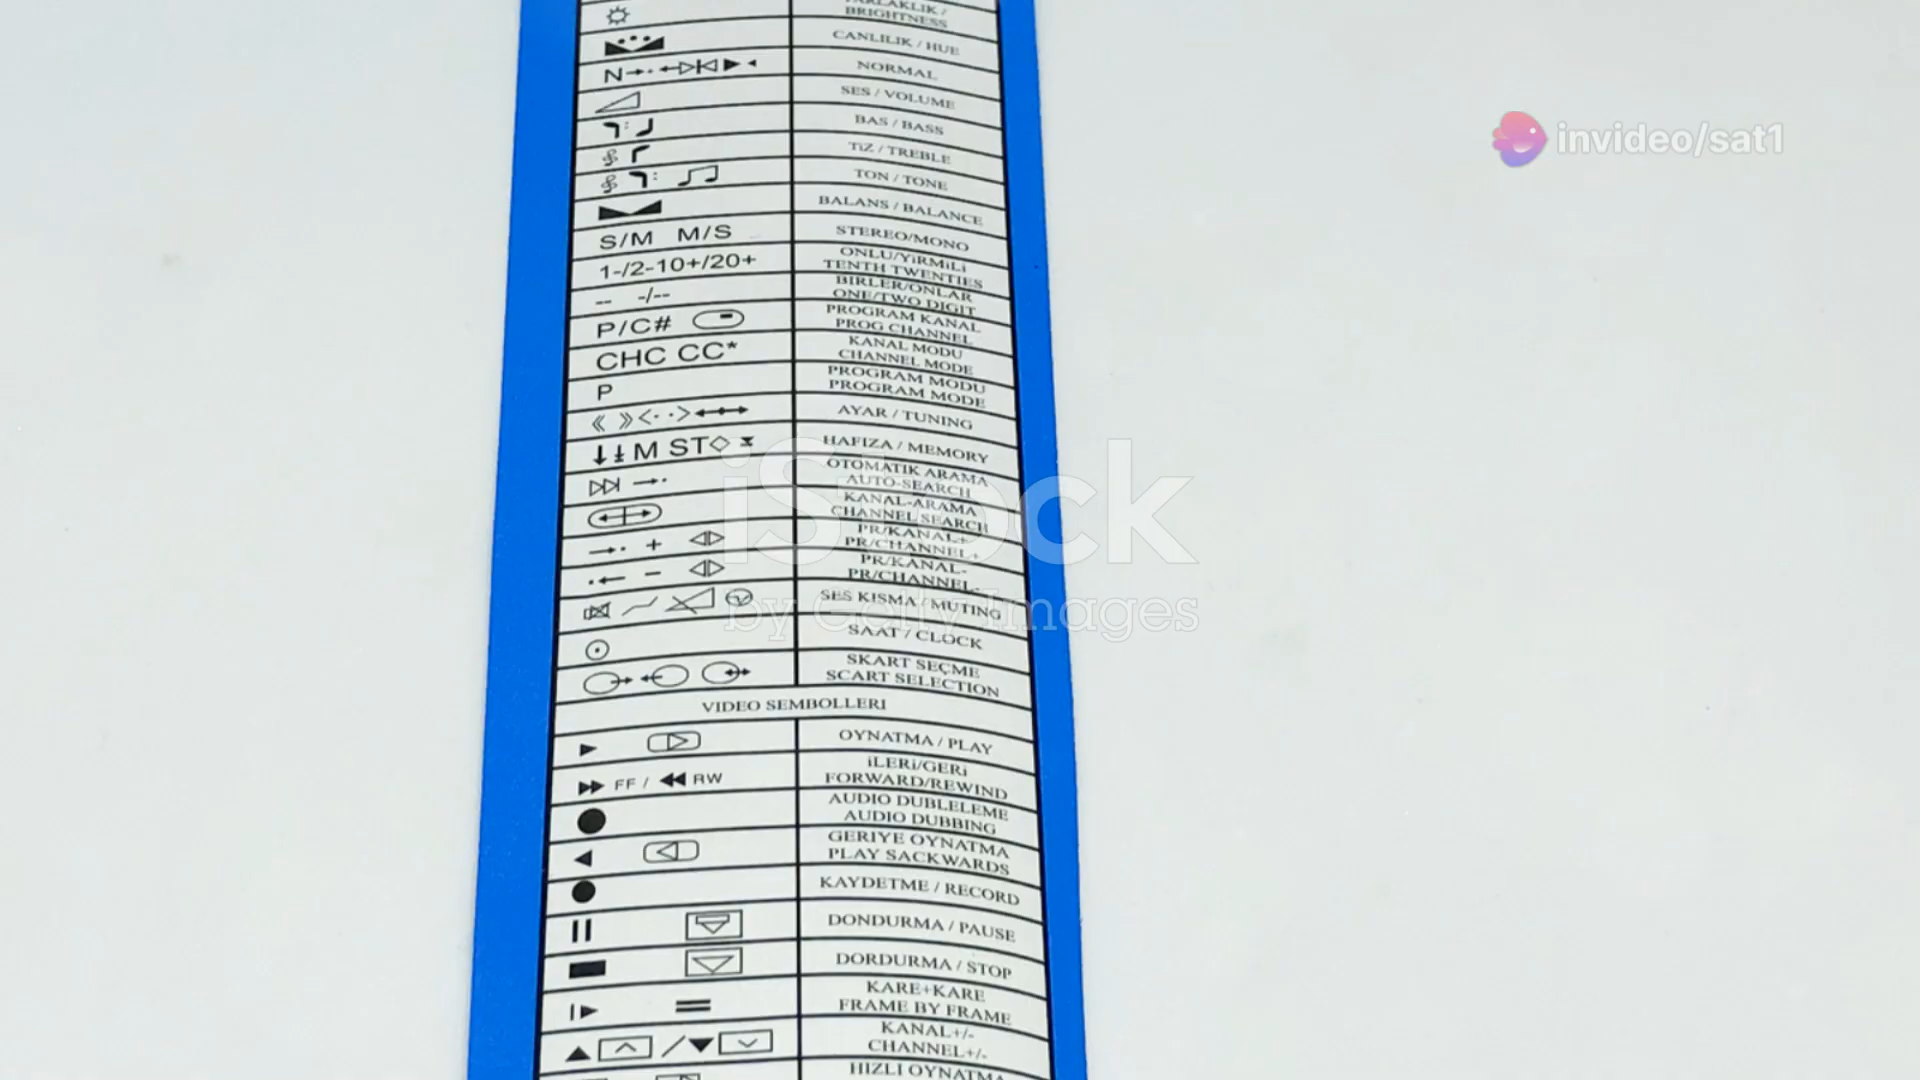 BRIGHTNESS
CANLILIK / HUE
N NORMAL
SES / VOLUME
BAS / BASS
TiZ / TREBLE
TON / TONE
BALANS / BALANCE
S/M M/S STEREO/MONO
1-/2-10+/20+ ONLU/YiRMiLi
TENTH TWENTIES
-- -/-- BIRLER/ONLAR
ONE/TWO DIGIT
P/C# PROGRAM KANAL
PROG CHANNEL
CHC CC* KANAL MODU
CHANNEL MODE
P PROGRAM MODU
PROGRAM MODE
AYAR / TUNING
M ST HAFIZA / MEMORY
OTOMATIK ARAMA
AUTO-SEARCH
KANAL-ARAMA
CHANNEL SEARCH
+ PR/KANAL+
PR/CHANNEL+
- PR/KANAL-
PR/CHANNEL-
SES KISMA / MUTING
SAAT / CLOCK
SKART SEÇME
SCART SELECTION
VIDEO SEMBOLLERI
OYNATMA / PLAY
FF / RW iLERi/GERi
FORWARD/REWIND
AUDIO DUBLELEME
AUDIO DUBBING
GERIYE OYNATMA
PLAY SACKWARDS
KAYDETME / RECORD
DONDURMA / PAUSE
DORDURMA / STOP
KARE+KARE
FRAME BY FRAME
/ KANAL+/-
CHANNEL+/-
HIZLI OYNATMA
invideo/sat1
iStock
by Getty Images